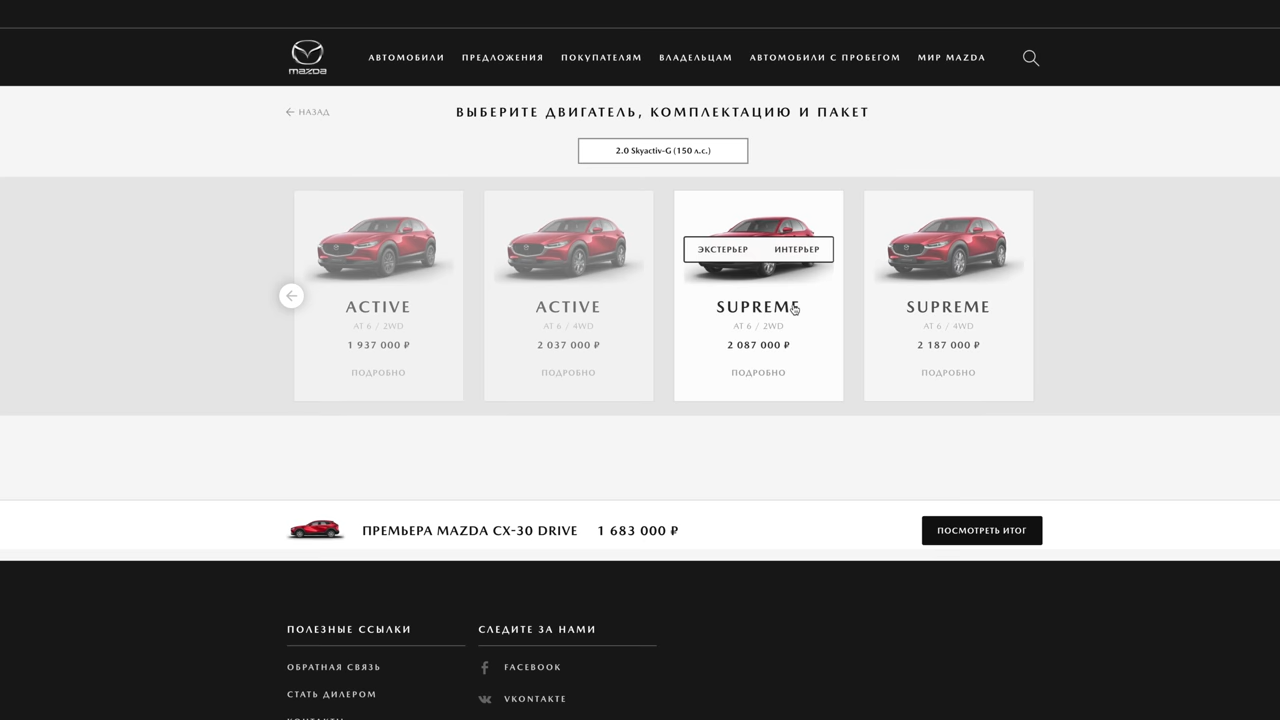 mazda
АВТОМОБИЛИ ПРЕДЛОЖЕНИЯ ПОКУПАТЕЛЯМ ВЛАДЕЛЬЦАМ АВТОМОБИЛИ С ПРОБЕГОМ МИР MAZDA
НАЗАД
ВЫБЕРИТЕ ДВИГАТЕЛЬ, КОМПЛЕКТАЦИЮ И ПАКЕТ
2.0 Skyactiv-G (150 л.с.)
ЭКСТЕРЬЕР ИНТЕРЬЕР
ACTIVE ACTIVE SUPREME SUPREME
AT 6 / 2WD AT 6 / 4WD AT 6 / 2WD AT 6 / 4WD
1 937 000 ₽ 2 037 000 ₽ 2 087 000 ₽ 2 187 000 ₽
ПОДРОБНО ПОДРОБНО ПОДРОБНО ПОДРОБНО
ПРЕМЬЕРА MAZDA CX-30 DRIVE 1 683 000 ₽ ПОСМОТРЕТЬ ИТОГ
ПОЛЕЗНЫЕ ССЫЛКИ СЛЕДИТЕ ЗА НАМИ
ОБРАТНАЯ СВЯЗЬ FACEBOOK
СТАТЬ ДИЛЕРОМ VKONTAKTE